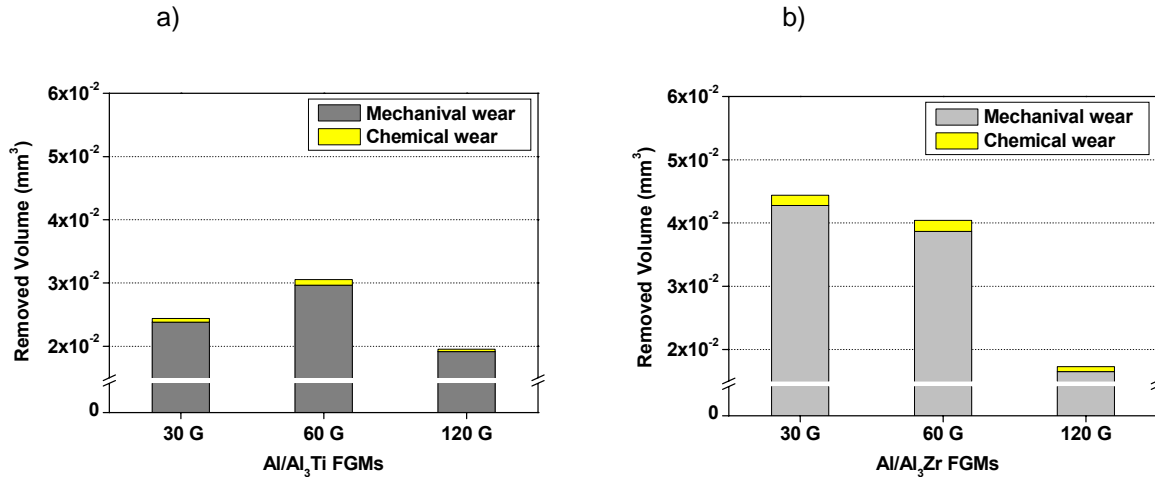 a)
6x10⁻²
5x10⁻²
4x10⁻²
3x10⁻²
2x10⁻²
0
Removed Volume (mm³)
Mechanival wear
Chemical wear
30 G 60 G 120 G
Al/Al₃Ti FGMs
b)
6x10⁻²
5x10⁻²
4x10⁻²
3x10⁻²
2x10⁻²
0
Removed Volume (mm³)
Mechanival wear
Chemical wear
30 G 60 G 120 G
Al/Al₃Zr FGMs